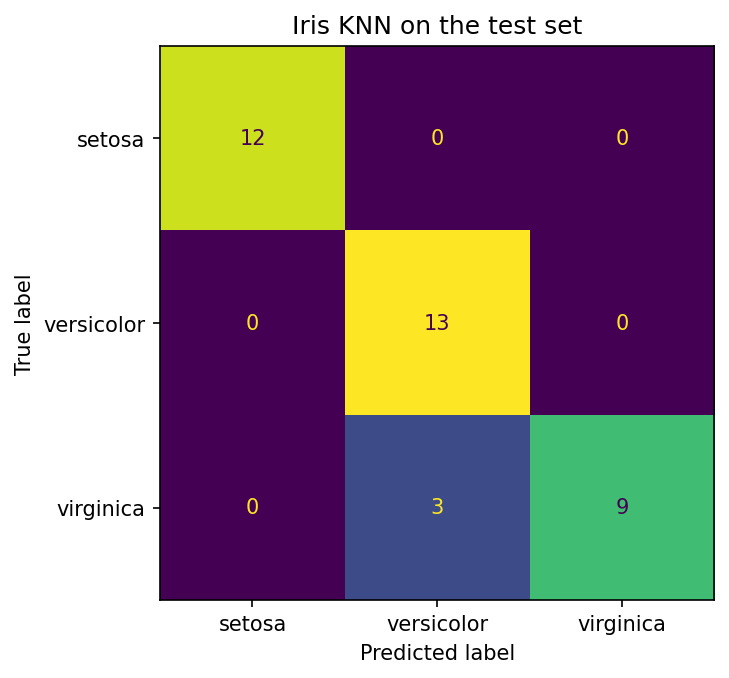 Iris KNN on the test set
setosa
12
0
0
versicolor
0
13
0
virginica
0
3
9
setosa
versicolor
virginica
Predicted label
True label